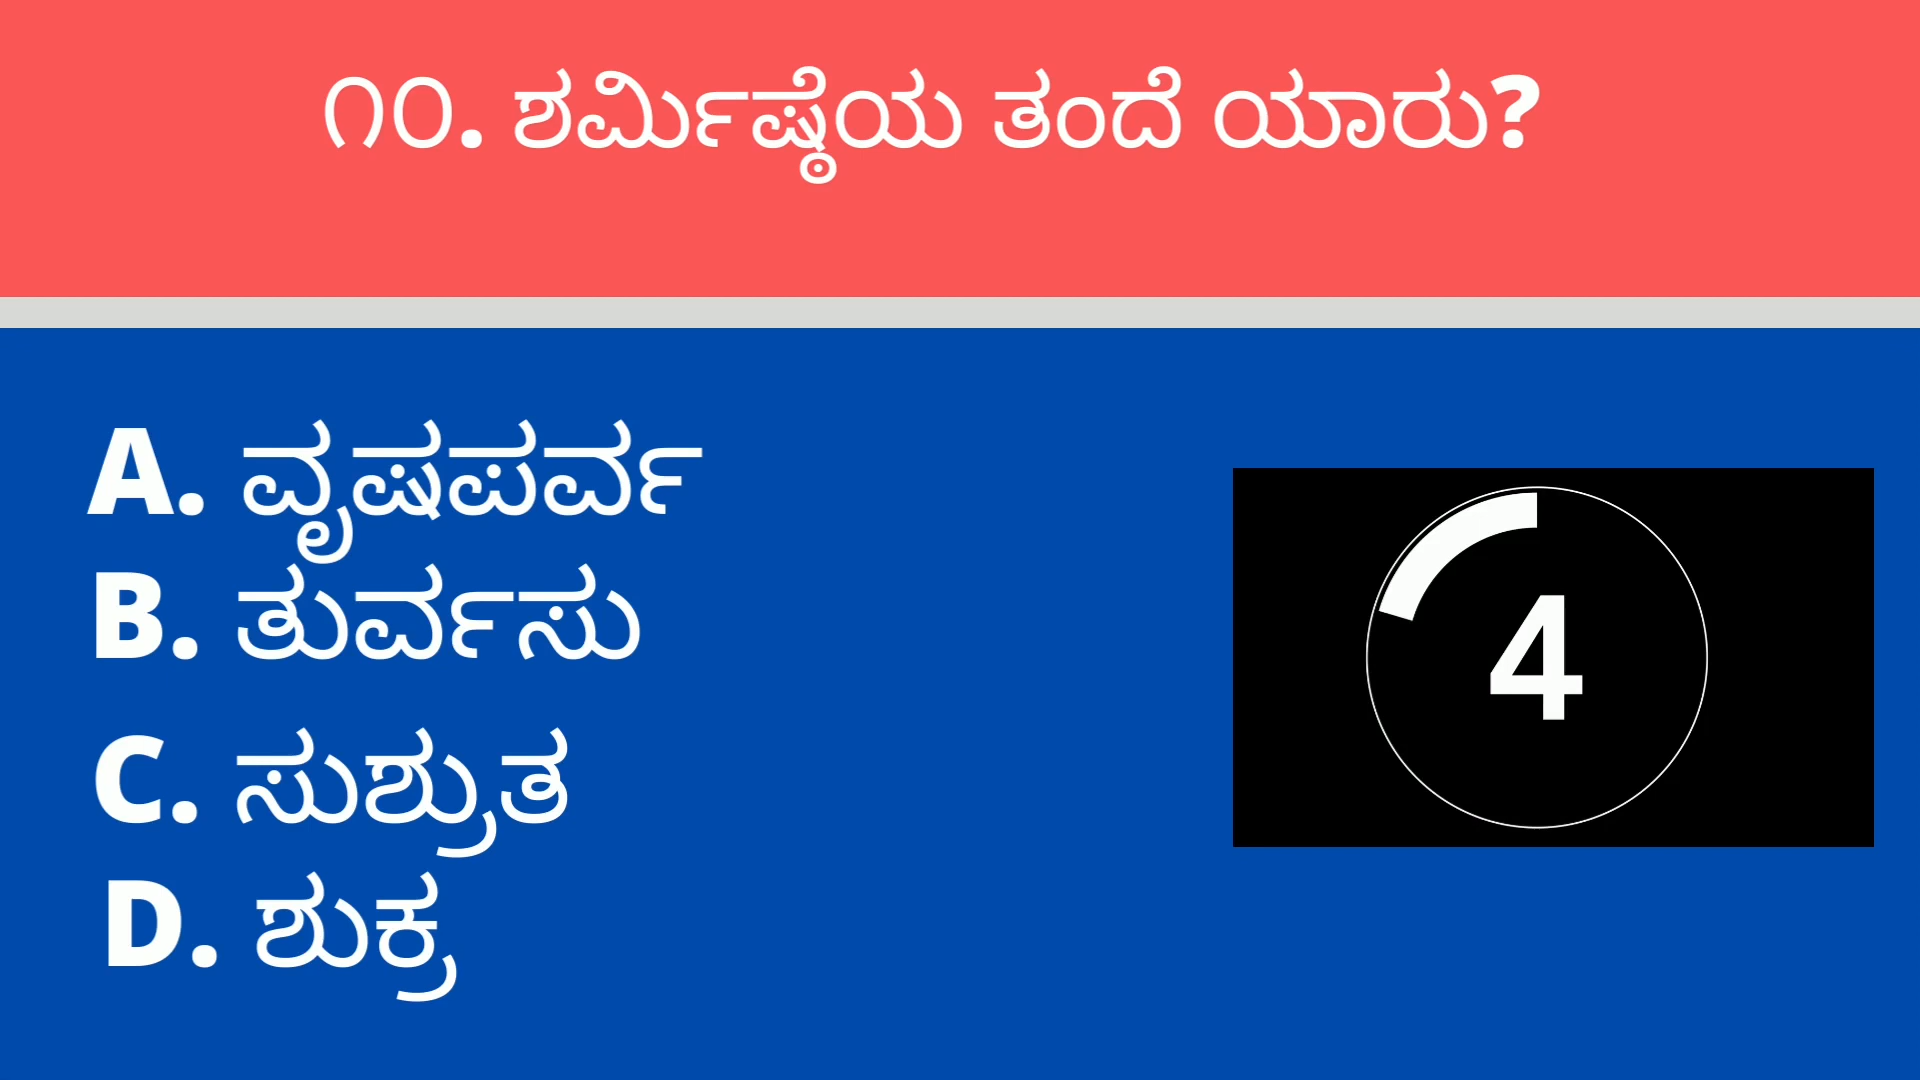 ೧೦. ಶರ್ಮಿಷ್ಠೆಯ ತಂದೆ ಯಾರು?
A. ವೃಷಪರ್ವ
B. ತುರ್ವಸು
C. ಸುಶ್ರುತ
D. ಶುಕ್ರ
4